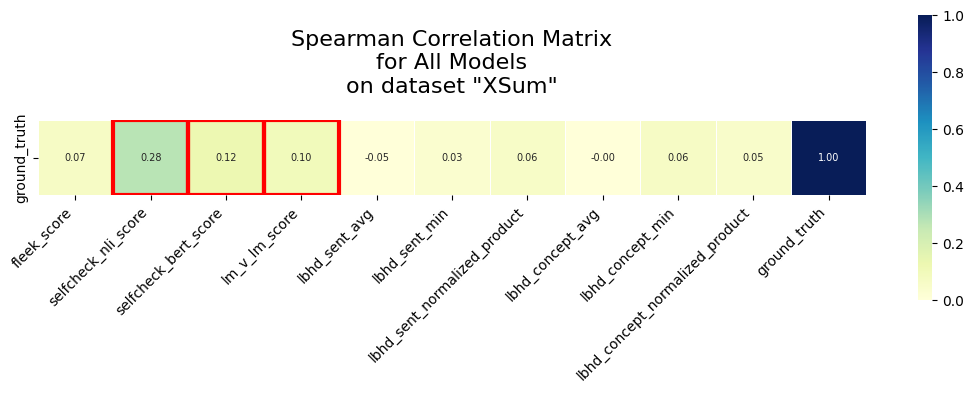 Spearman Correlation Matrix
for All Models
on dataset "XSum"
ground_truth
0.07 0.28 0.12 0.10 -0.05 0.03 0.06 -0.00 0.06 0.05 1.00
fleek_score
selfcheck_nli_score
selfcheck_bert_score
lm_v_lm_score
lbhd_sent_avg
lbhd_sent_min
lbhd_sent_normalized_product
lbhd_concept_avg
lbhd_concept_min
lbhd_concept_normalized_product
ground_truth
1.0
0.8
0.6
0.4
0.2
0.0